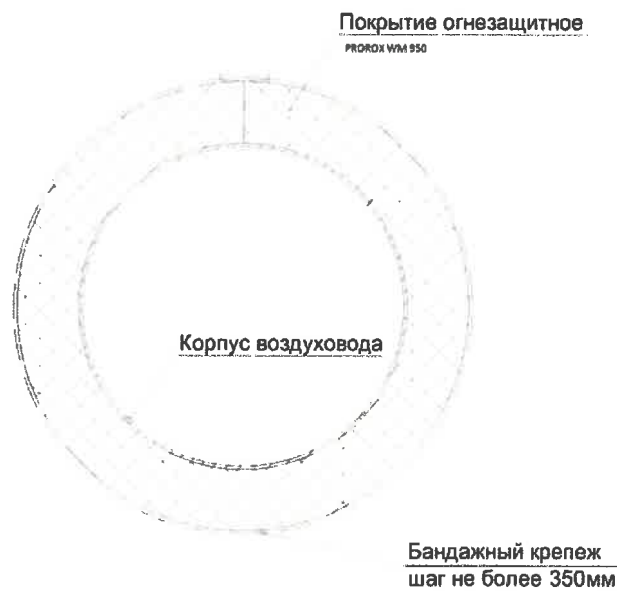 Покрытие огнезащитное
PROROX WM 950
Корпус воздуховода
Бандажный крепеж
шаг не более 350мм